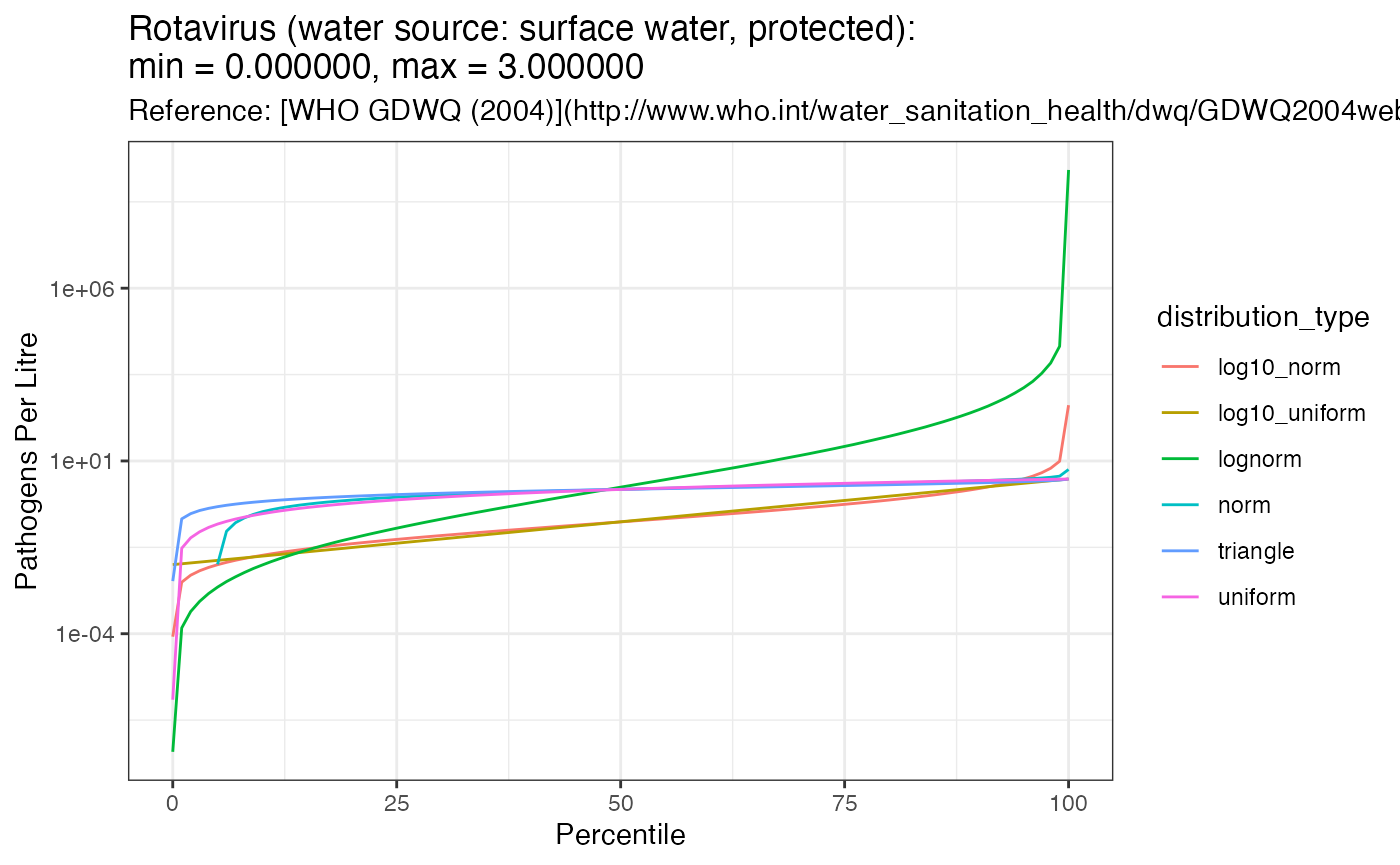 Rotavirus (water source: surface water, protected):
min = 0.000000, max = 3.000000
Reference: [WHO GDWQ (2004)](http://www.who.int/water_sanitation_health/dwq/GDWQ2004web
Pathogens Per Litre
1e+06
1e+01
1e-04
0 25 50 75 100
Percentile
distribution_type
log10_norm
log10_uniform
lognorm
norm
triangle
uniform